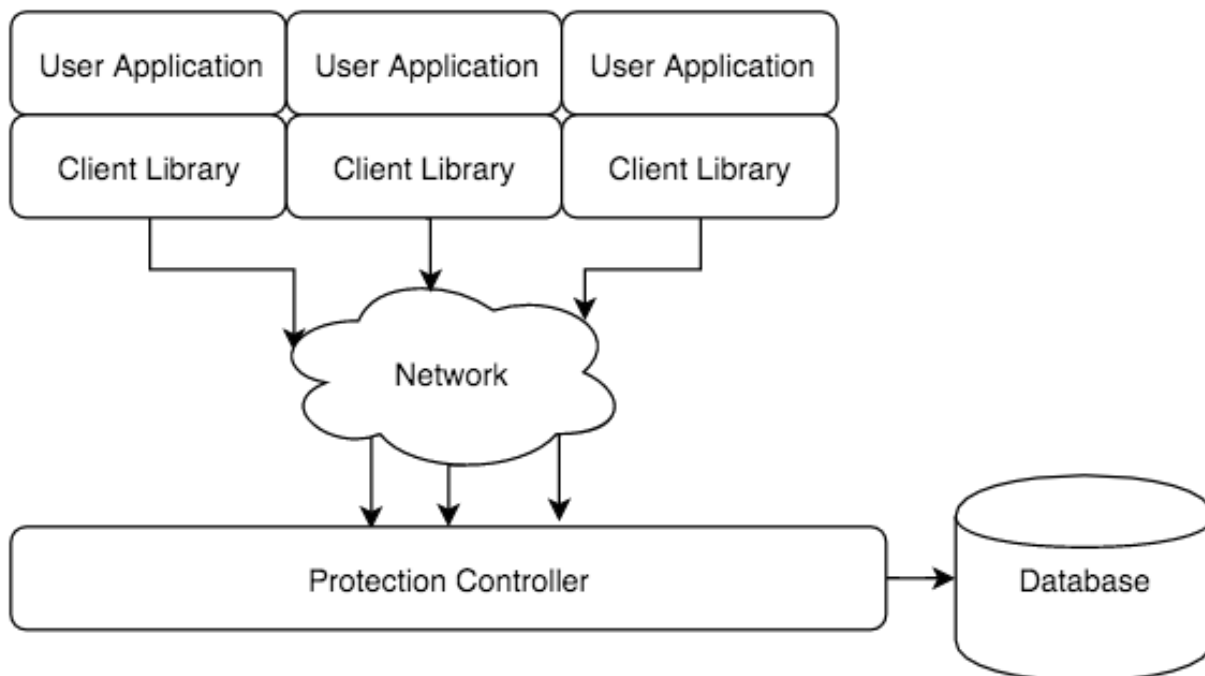 User Application
User Application
User Application
Client Library
Client Library
Client Library
Network
Protection Controller
Database